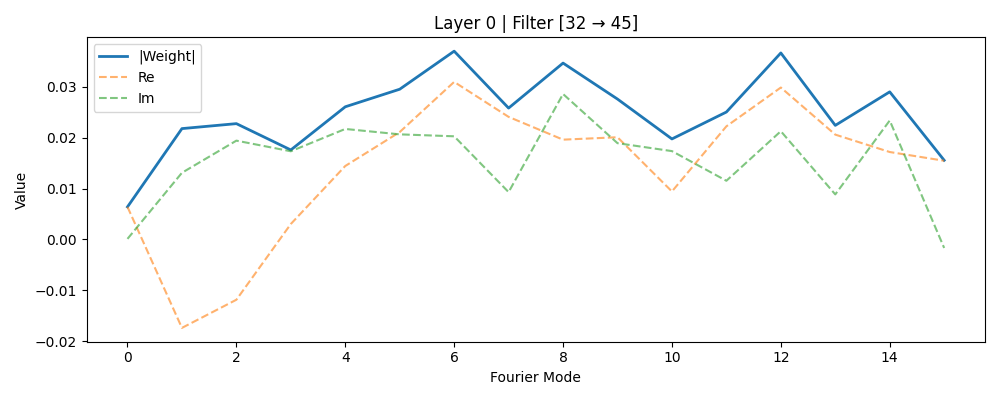 Layer 0 | Filter [32 → 45]
|Weight|
Re
Im
Value
0.03
0.02
0.01
0.00
−0.01
−0.02
0 2 4 6 8 10 12 14
Fourier Mode